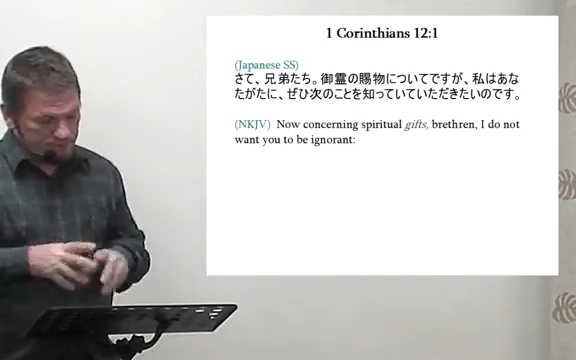 1 Corinthians 12:1
(Japanese SS)
さて、兄弟たち。御霊の賜物についてですが、私はあな
たがたに、ぜひ次のことを知っていていただきたいのです。
(NKJV) Now concerning spiritual gifts, brethren, I do not
want you to be ignorant: